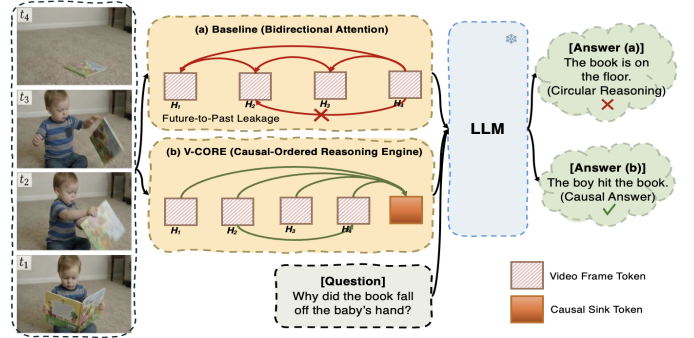 t4
t3
t2
t1
(a) Baseline (Bidirectional Attention)
H1
H2
H3
H4
Future-to-Past Leakage
(b) V-CORE (Causal-Ordered Reasoning Engine)
H1
H2
H3
H4
[Question]
Why did the book fall
off the baby's hand?
LLM
[Answer (a)]
The book is on
the floor.
(Circular Reasoning)
[Answer (b)]
The boy hit the book.
(Causal Answer)
Video Frame Token
Causal Sink Token